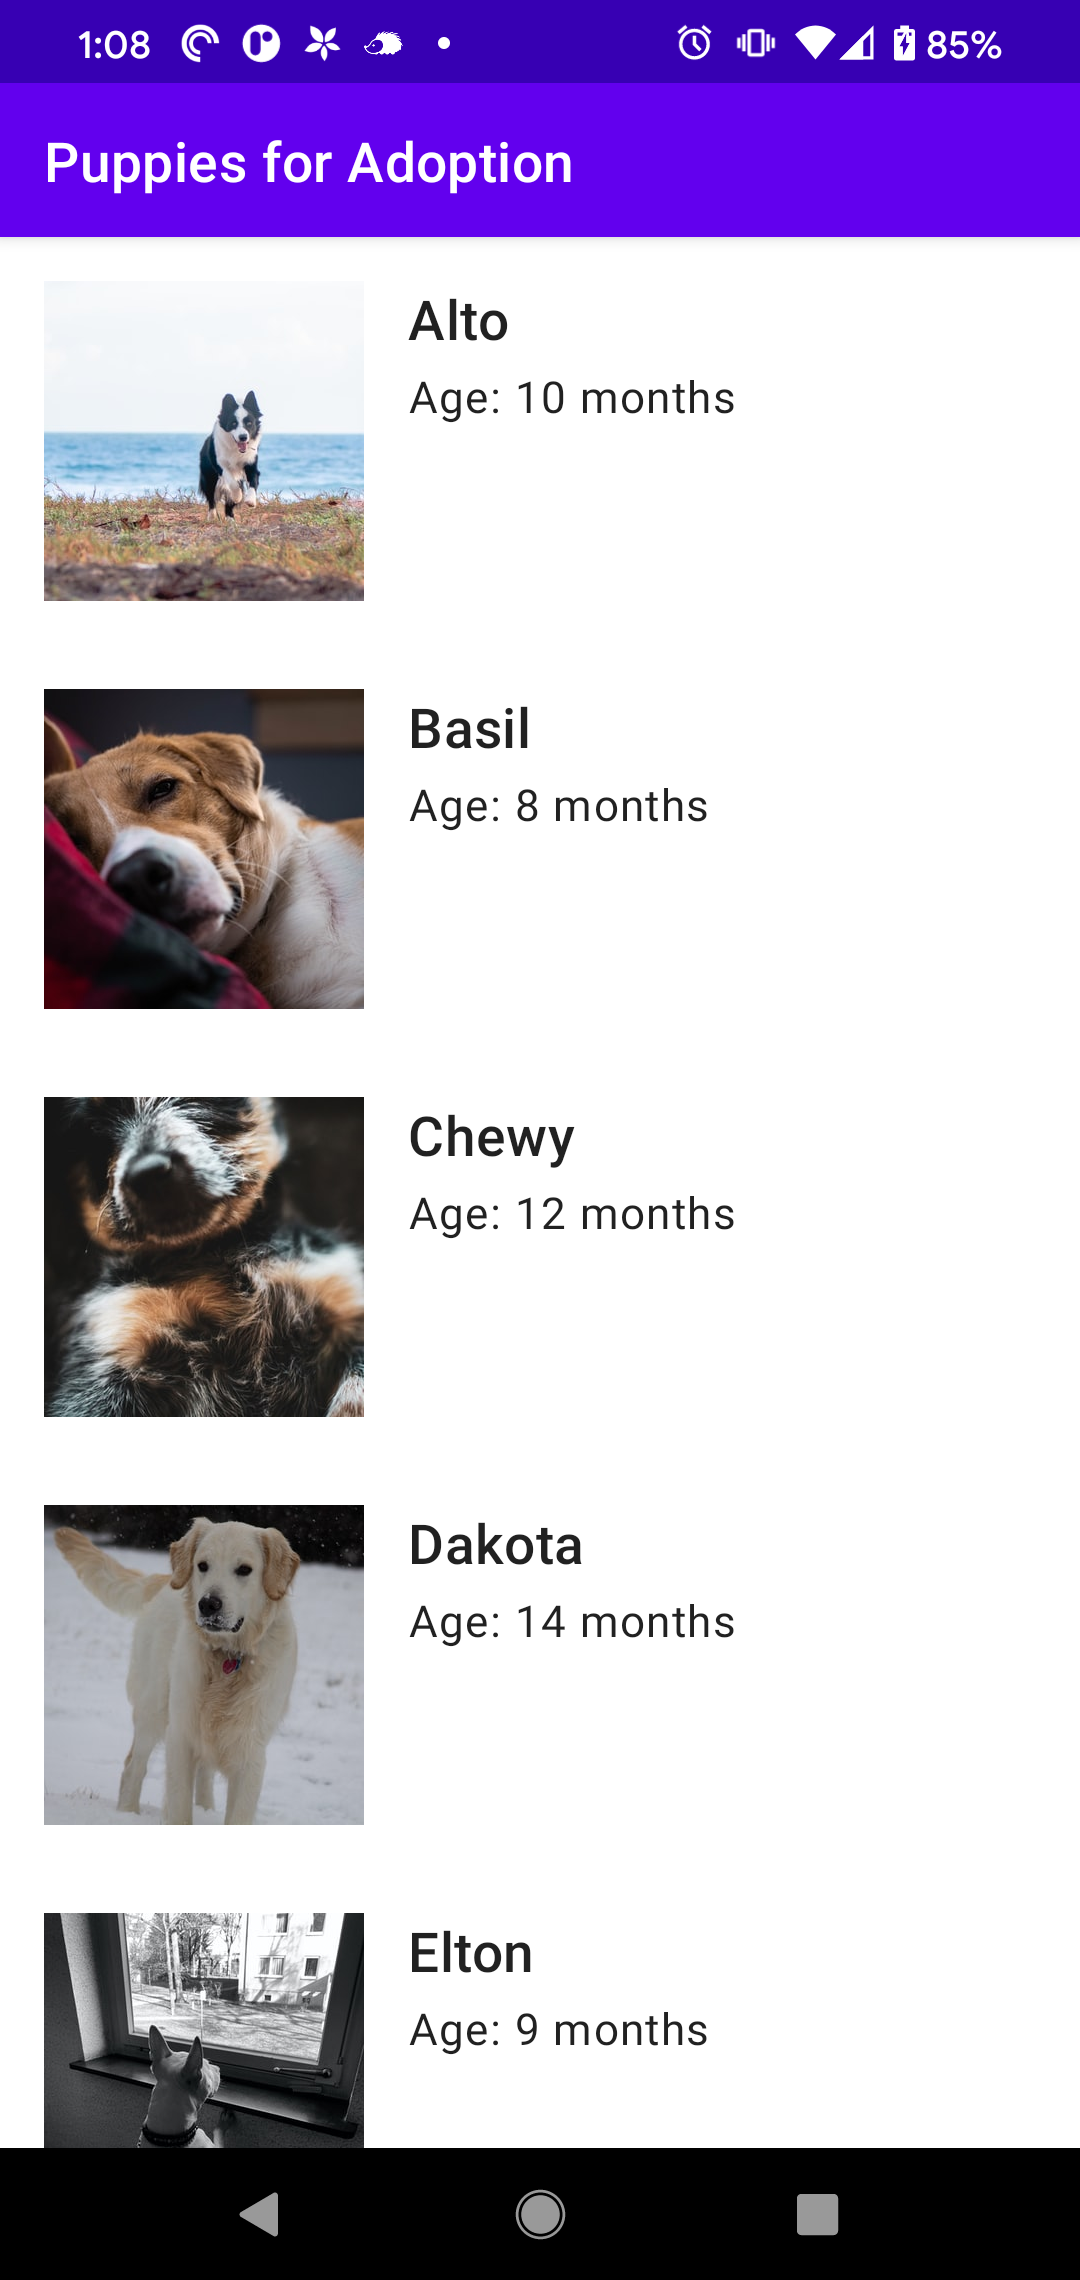 1:08 85%
Puppies for Adoption
Alto
Age: 10 months
Basil
Age: 8 months
Chewy
Age: 12 months
Dakota
Age: 14 months
Elton
Age: 9 months